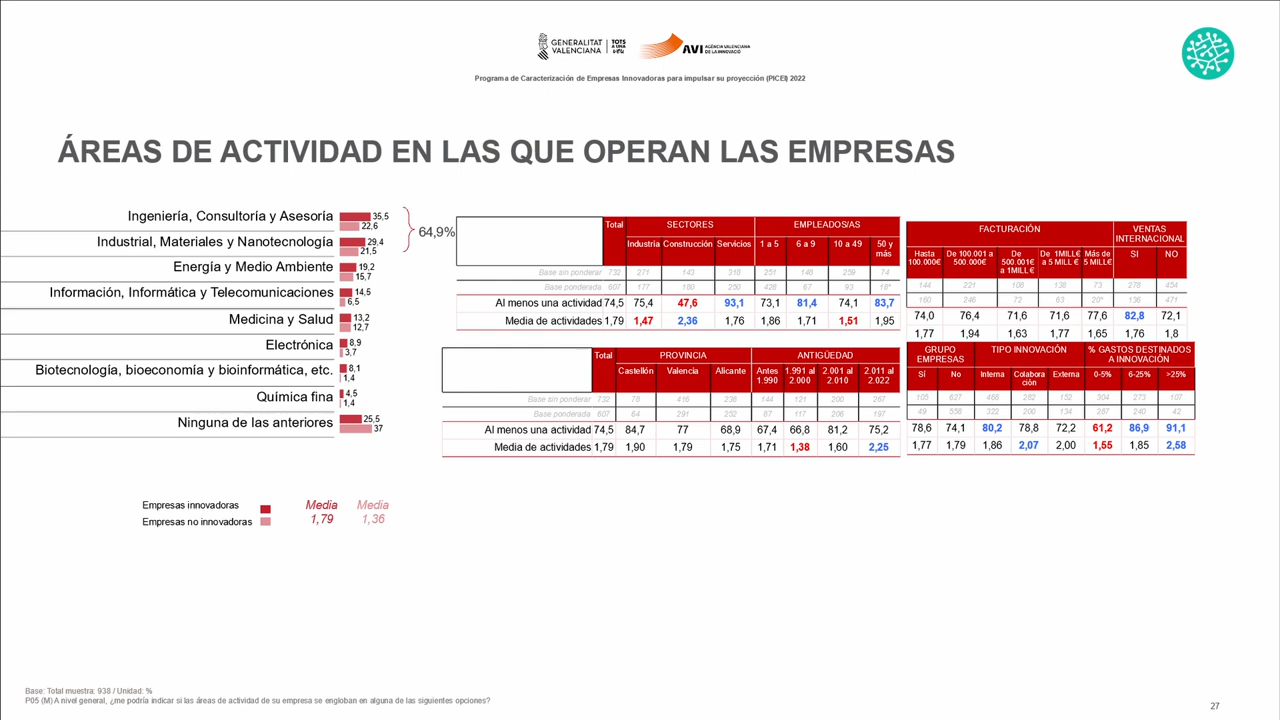 GENERALITAT VALENCIANA
TOTS A UNA veu
AVI AGÈNCIA VALENCIANA DE LA INNOVACIÓ
Programa de Caracterización de Empresas Innovadoras para impulsar su proyección (PICEI) 2022
ÁREAS DE ACTIVIDAD EN LAS QUE OPERAN LAS EMPRESAS
Ingeniería, Consultoría y Asesoría 35,5 22,6
Industrial, Materiales y Nanotecnología 29,4 21,5
64,9%
Energía y Medio Ambiente 19,2 15,7
Información, Informática y Telecomunicaciones 14,5 6,5
Medicina y Salud 13,2 12,7
Electrónica 8,9 3,7
Biotecnología, bioeconomía y bioinformática, etc. 8,1 1,4
Química fina 4,5 1,4
Ninguna de las anteriores 25,5 37
Empresas innovadoras
Empresas no innovadoras
Media Media
1,79 1,36
Total SECTORES EMPLEADOS/AS
Industria Construcción Servicios 1 a 5 6 a 9 10 a 49 50 y más
Base sin ponderar 732 271 143 318 251 148 259 74
Base ponderada 607 177 180 250 428 67 93 18*
Al menos una actividad 74,5 75,4 47,6 93,1 73,1 81,4 74,1 83,7
Media de actividades 1,79 1,47 2,36 1,76 1,86 1,71 1,51 1,95
FACTURACIÓN VENTAS INTERNACIONAL
Hasta 100.000€ De 100.001 a 500.000€ De 500.001€ a 1MILL € De 1MILL€ a 5 MILL € Más de 5 MILL€ SI NO
144 221 108 138 73 278 454
160 246 72 63 20* 136 471
74,0 76,4 71,6 71,6 77,6 82,8 72,1
1,77 1,94 1,63 1,77 1,65 1,76 1,8
Total PROVINCIA ANTIGÜEDAD
Castellón Valencia Alicante Antes 1.990 1.991 al 2.000 2.001 al 2.010 2.011 al 2.022
Base sin ponderar 732 78 416 238 144 121 200 267
Base ponderada 607 64 291 252 87 117 206 197
Al menos una actividad 74,5 84,7 77 68,9 67,4 66,8 81,2 75,2
Media de actividades 1,79 1,90 1,79 1,75 1,71 1,38 1,60 2,25
GRUPO EMPRESAS TIPO INNOVACIÓN % GASTOS DESTINADOS A INNOVACIÓN
Sí No Interna Colabora ción Externa 0-5% 6-25% >25%
105 627 468 282 152 304 273 107
49 558 322 200 134 287 240 42
78,6 74,1 80,2 78,8 72,2 61,2 86,9 91,1
1,77 1,79 1,86 2,07 2,00 1,55 1,85 2,58
Base: Total muestra: 938 / Unidad: %
P05 (M) A nivel general, ¿me podría indicar si las áreas de actividad de su empresa se engloban en alguna de las siguientes opciones?
27